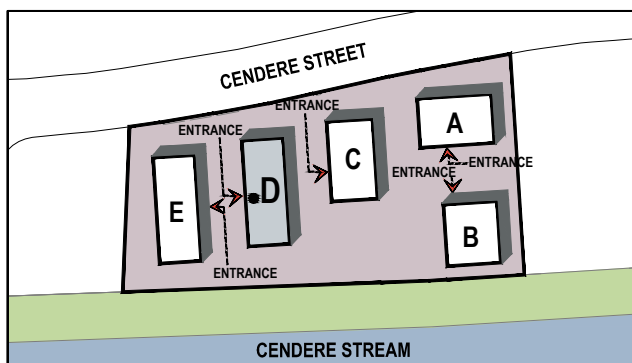 CENDERE STREET
ENTRANCE
ENTRANCE
A
ENTRANCE
ENTRANCE
C
D
E
B
ENTRANCE
CENDERE STREAM